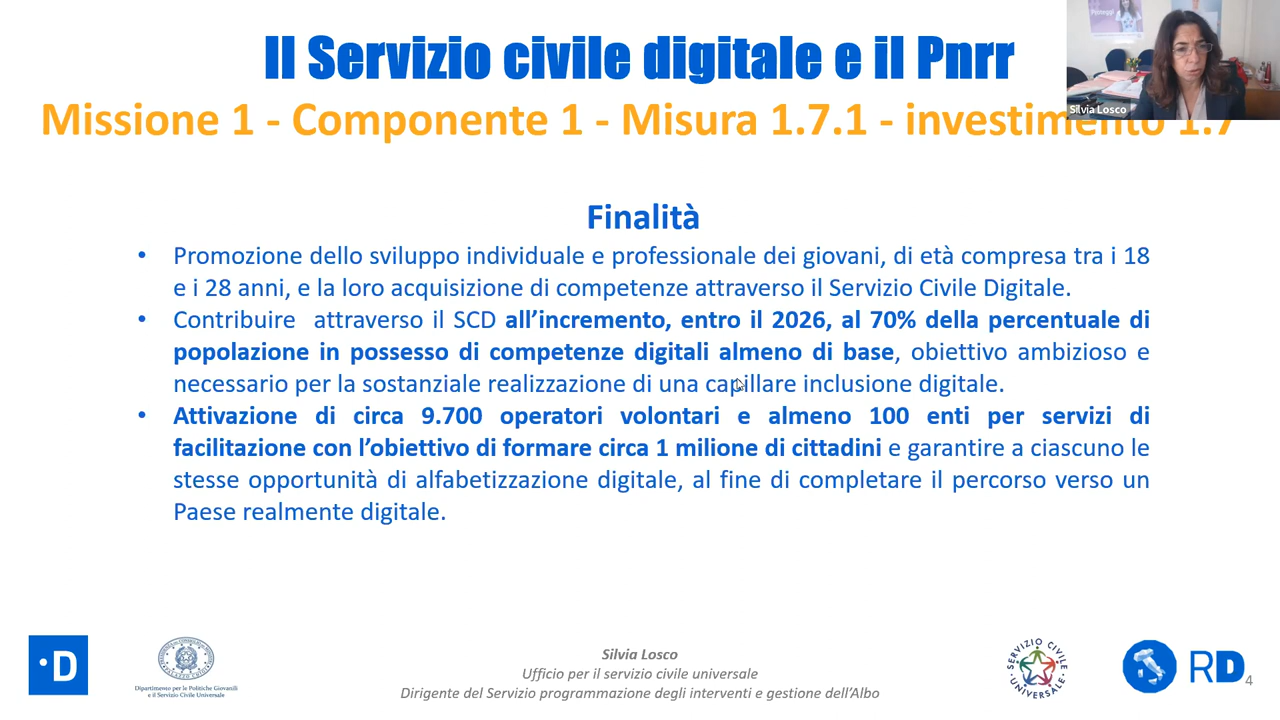 Il Servizio civile digitale e il Pnrr
Silvia Losco
Missione 1 - Componente 1 - Misura 1.7.1 - investimento 1.7
Finalità
• Promozione dello sviluppo individuale e professionale dei giovani, di età compresa tra i 18
e i 28 anni, e la loro acquisizione di competenze attraverso il Servizio Civile Digitale.
• Contribuire attraverso il SCD all’incremento, entro il 2026, al 70% della percentuale di
popolazione in possesso di competenze digitali almeno di base, obiettivo ambizioso e
necessario per la sostanziale realizzazione di una capillare inclusione digitale.
• Attivazione di circa 9.700 operatori volontari e almeno 100 enti per servizi di
facilitazione con l’obiettivo di formare circa 1 milione di cittadini e garantire a ciascuno le
stesse opportunità di alfabetizzazione digitale, al fine di completare il percorso verso un
Paese realmente digitale.
·D
Dipartimento per le Politiche Giovanili
e il Servizio Civile Universale
Silvia Losco
Ufficio per il servizio civile universale
Dirigente del Servizio programmazione degli interventi e gestione dell’Albo
SERVIZIO CIVILE
UNIVERSALE
RD
4